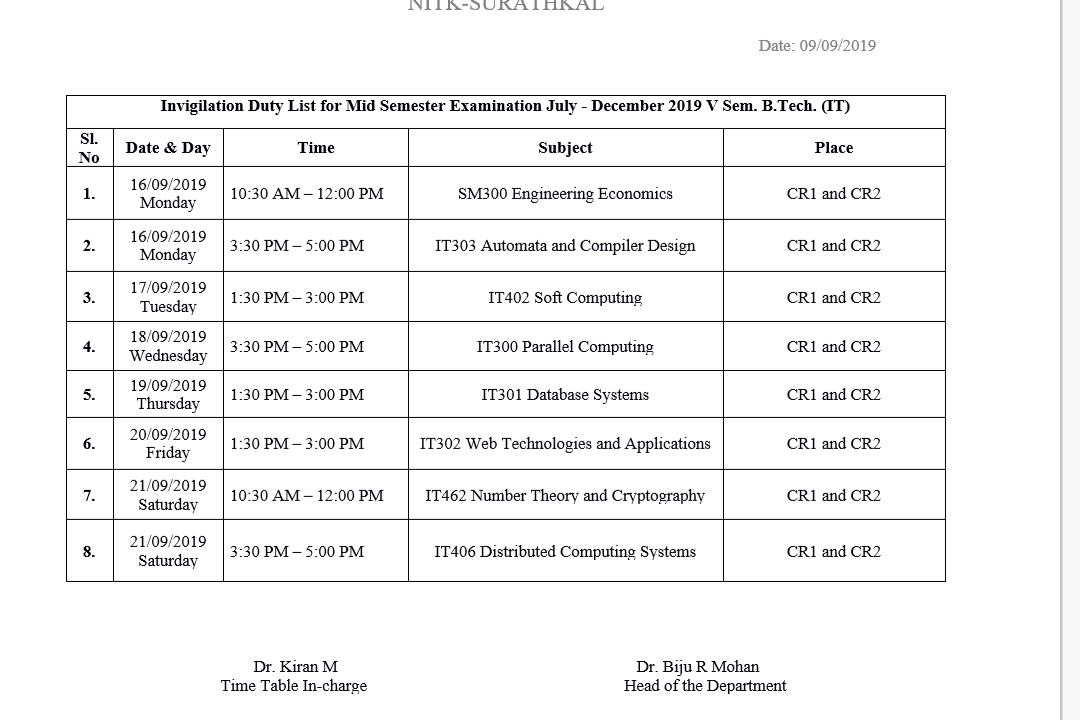 NITK-SURATHKAL
Date: 09/09/2019
Invigilation Duty List for Mid Semester Examination July - December 2019 V Sem. B.Tech. (IT)
Sl. No Date & Day Time Subject Place
1. 16/09/2019 Monday 10:30 AM – 12:00 PM SM300 Engineering Economics CR1 and CR2
2. 16/09/2019 Monday 3:30 PM – 5:00 PM IT303 Automata and Compiler Design CR1 and CR2
3. 17/09/2019 Tuesday 1:30 PM – 3:00 PM IT402 Soft Computing CR1 and CR2
4. 18/09/2019 Wednesday 3:30 PM – 5:00 PM IT300 Parallel Computing CR1 and CR2
5. 19/09/2019 Thursday 1:30 PM – 3:00 PM IT301 Database Systems CR1 and CR2
6. 20/09/2019 Friday 1:30 PM – 3:00 PM IT302 Web Technologies and Applications CR1 and CR2
7. 21/09/2019 Saturday 10:30 AM – 12:00 PM IT462 Number Theory and Cryptography CR1 and CR2
8. 21/09/2019 Saturday 3:30 PM – 5:00 PM IT406 Distributed Computing Systems CR1 and CR2
Dr. Kiran M Dr. Biju R Mohan
Time Table In-charge Head of the Department